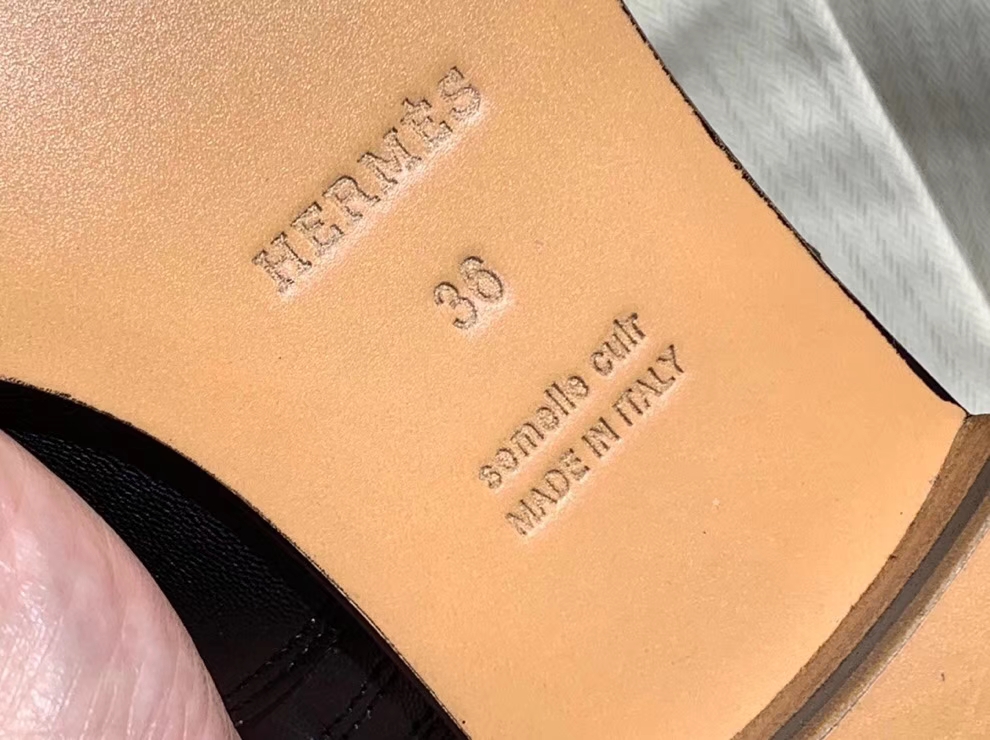 HERMÈS
36
semelle cuir
MADE IN ITALY